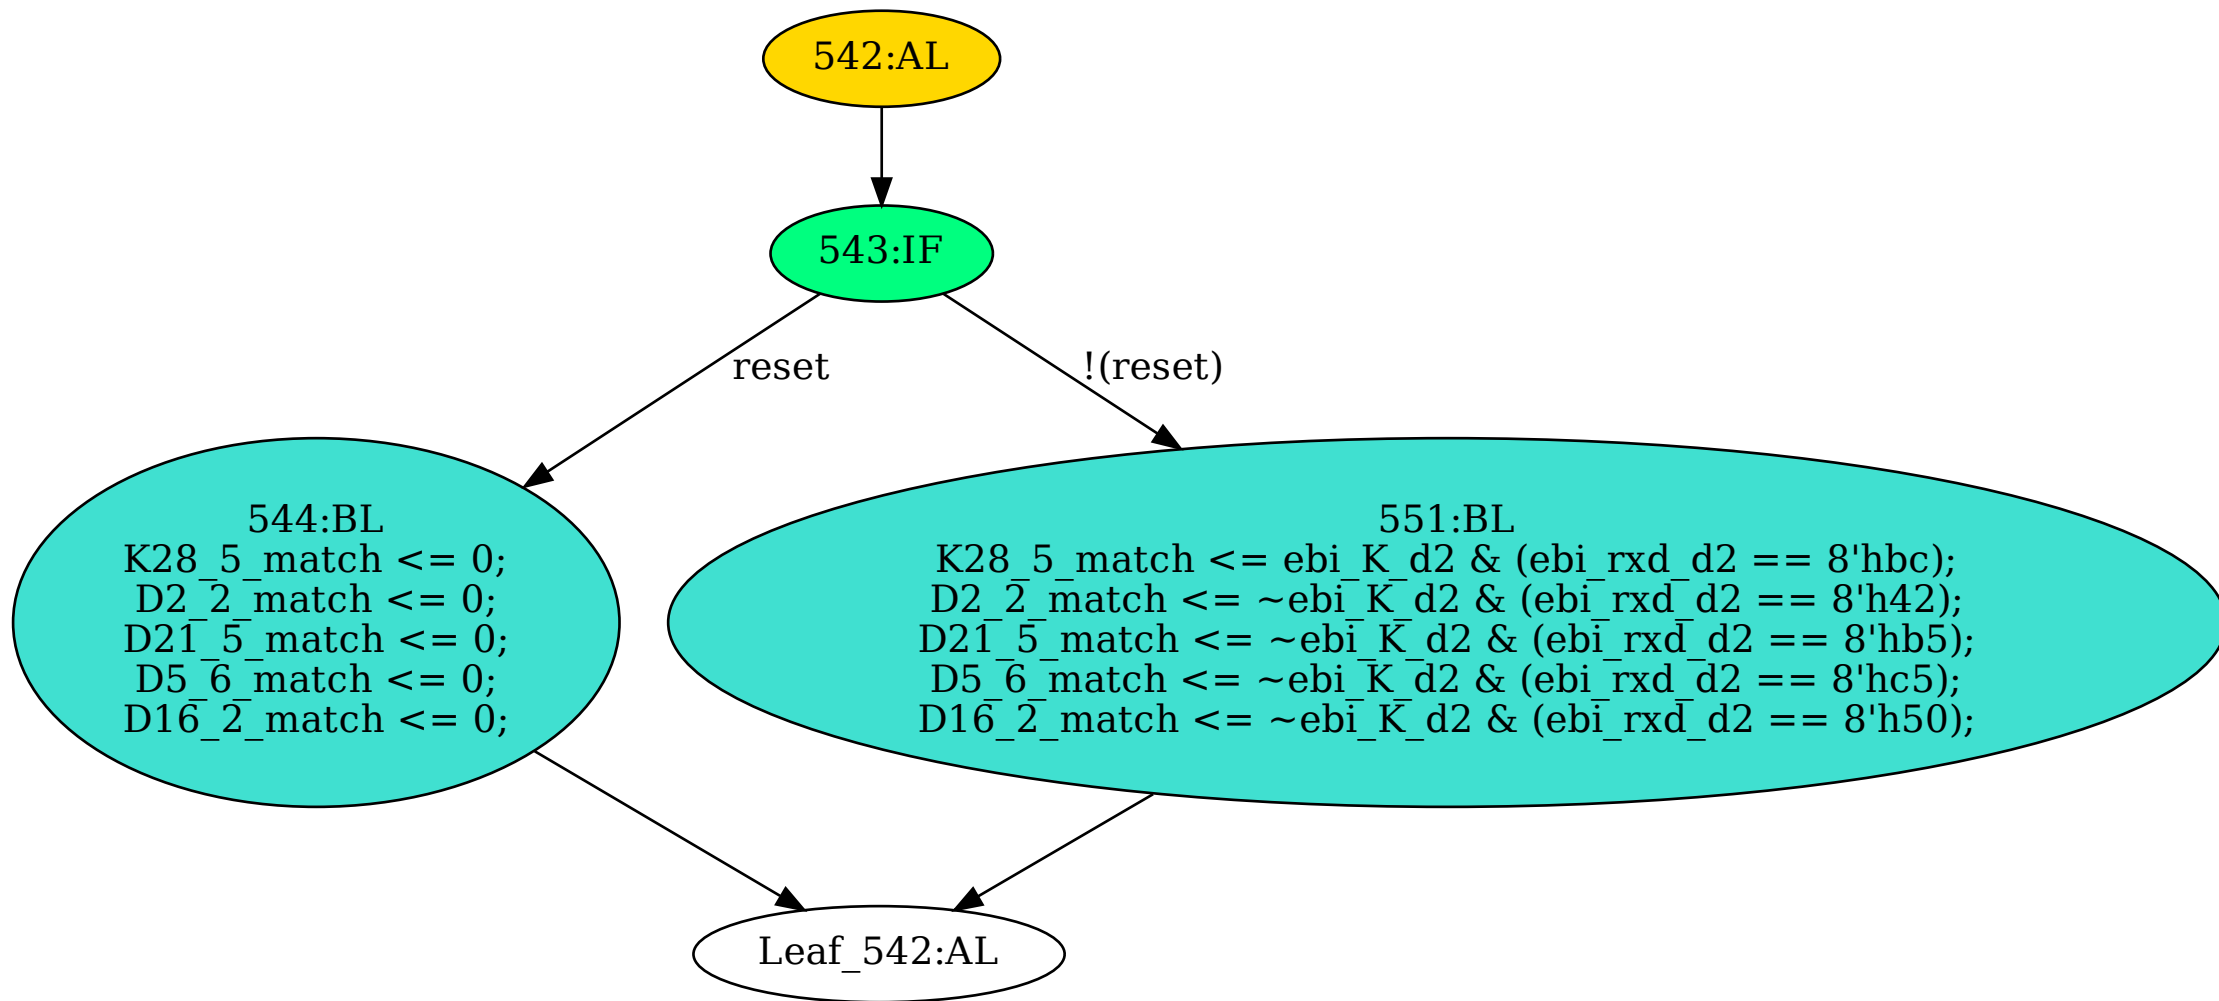 542:AL
543:IF
reset
!(reset)
544:BL
K28_5_match <= 0;
D2_2_match <= 0;
D21_5_match <= 0;
D5_6_match <= 0;
D16_2_match <= 0;
551:BL
K28_5_match <= ebi_K_d2 & (ebi_rxd_d2 == 8'hbc);
D2_2_match <= ~ebi_K_d2 & (ebi_rxd_d2 == 8'h42);
D21_5_match <= ~ebi_K_d2 & (ebi_rxd_d2 == 8'hb5);
D5_6_match <= ~ebi_K_d2 & (ebi_rxd_d2 == 8'hc5);
D16_2_match <= ~ebi_K_d2 & (ebi_rxd_d2 == 8'h50);
Leaf_542:AL